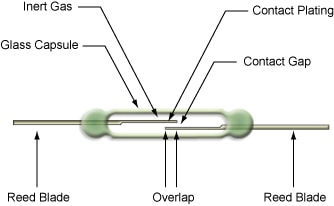 Inert Gas
Contact Plating
Glass Capsule
Contact Gap
Reed Blade
Overlap
Reed Blade